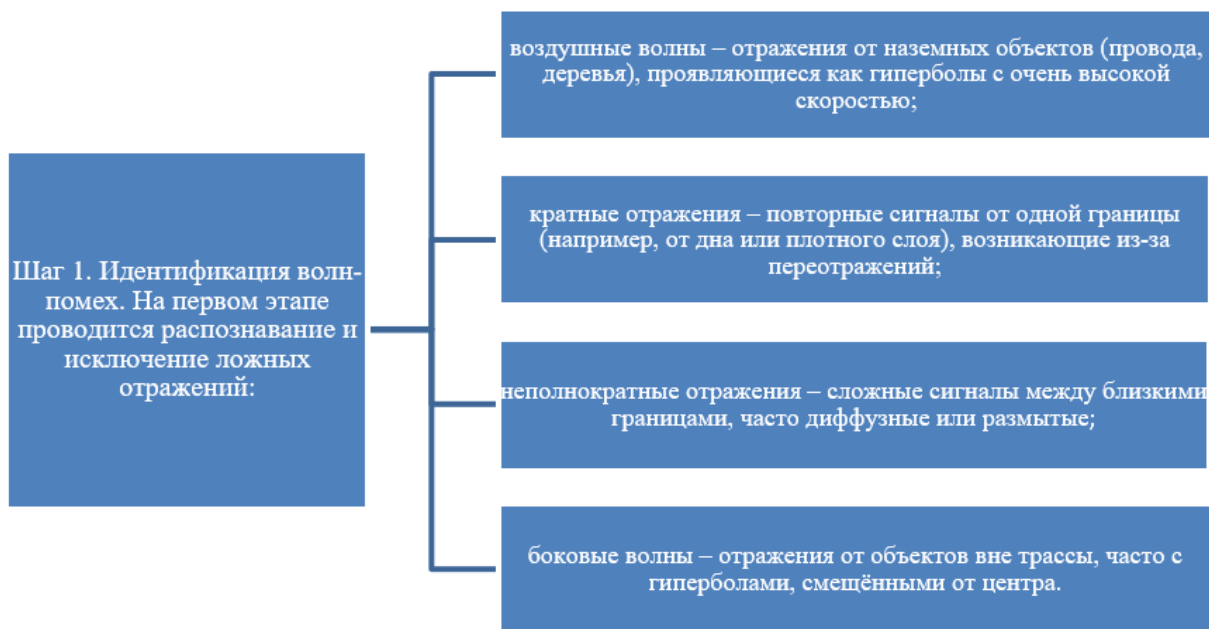 Шаг 1. Идентификация волн-
помех. На первом этапе
проводится распознавание и
исключение ложных
отражений:
воздушные волны – отражения от наземных объектов (провода,
деревья), проявляющиеся как гиперболы с очень высокой
скоростью;
кратные отражения – повторные сигналы от одной границы
(например, от дна или плотного слоя), возникающие из-за
переотражений;
неполнократные отражения – сложные сигналы между близкими
границами, часто диффузные или размытые;
боковые волны – отражения от объектов вне трассы, часто с
гиперболами, смещёнными от центра.